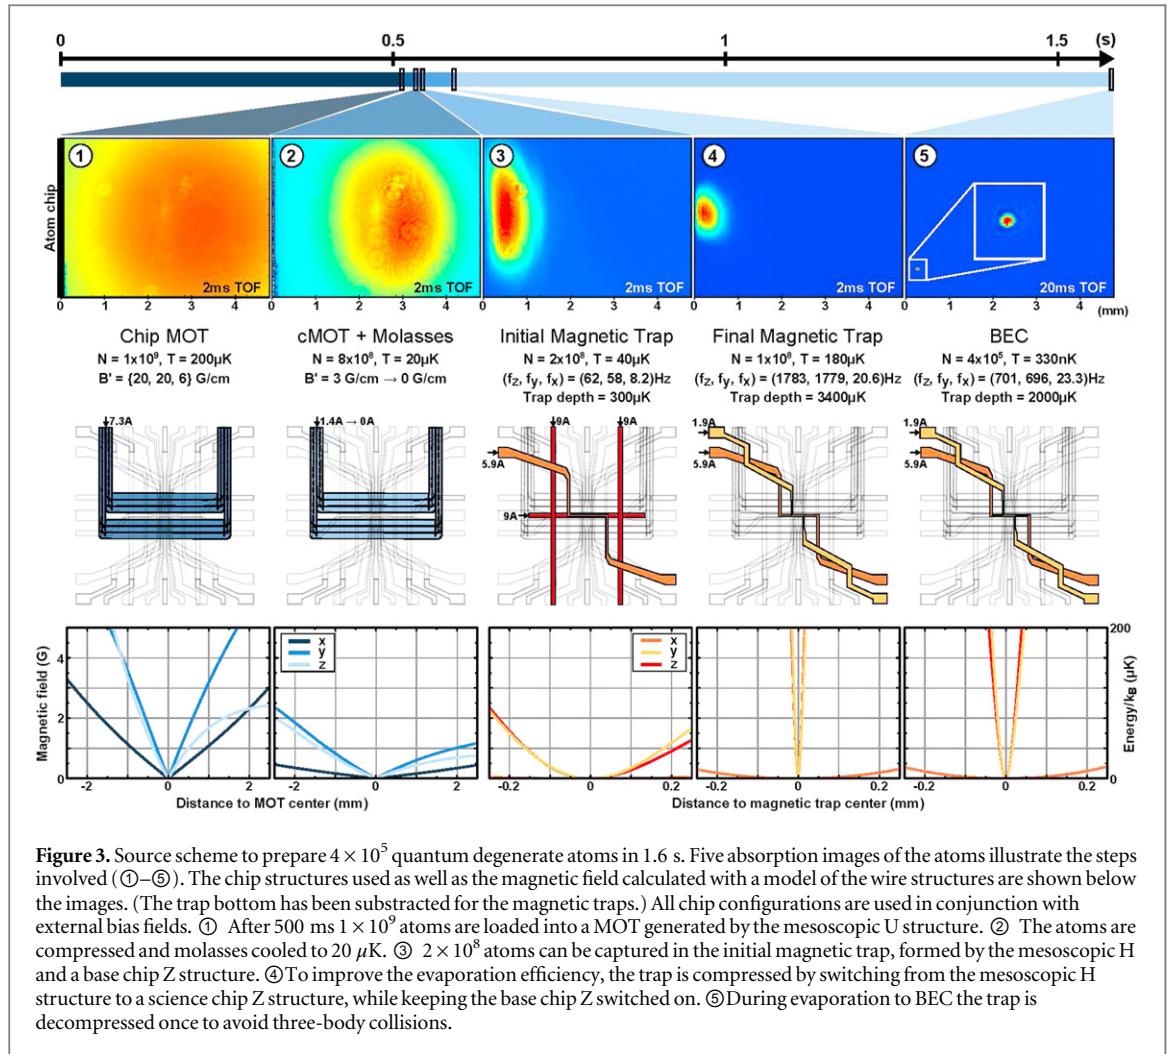 0 0.5 1 1.5 (s)
① ② ③ ④ ⑤
Atom chip
2ms TOF 2ms TOF 2ms TOF 2ms TOF 20ms TOF
0 1 2 3 4 0 1 2 3 4 0 1 2 3 4 0 1 2 3 4 0 2 4 (mm)
Chip MOT
N = 1x10⁹, T = 200µK
B' = {20, 20, 6} G/cm
cMOT + Molasses
N = 8x10⁸, T = 20µK
B' = 3 G/cm → 0 G/cm
Initial Magnetic Trap
N = 2x10⁸, T = 40µK
(f_z, f_y, f_x) = (62, 58, 8.2)Hz
Trap depth = 300µK
Final Magnetic Trap
N = 1x10⁸, T = 180µK
(f_z, f_y, f_x) = (1783, 1779, 20.6)Hz
Trap depth = 3400µK
BEC
N = 4x10⁵, T = 330nK
(f_z, f_y, f_x) = (701, 696, 23.3)Hz
Trap depth = 2000µK
7.3A
1.4A → 0A
9A 9A
5.9A
9A
1.9A
5.9A
1.9A
5.9A
Magnetic field (G)
4
2
0
x
y
z
x
y
z
200
0
Energy/k_B (µK)
-2 0 2 -2 0 2 -0.2 0 0.2 -0.2 0 0.2 -0.2 0 0.2
Distance to MOT center (mm) Distance to magnetic trap center (mm)
Figure 3. Source scheme to prepare 4 × 10⁵ quantum degenerate atoms in 1.6 s. Five absorption images of the atoms illustrate the steps
involved (①–⑤). The chip structures used as well as the magnetic field calculated with a model of the wire structures are shown below
the images. (The trap bottom has been substracted for the magnetic traps.) All chip configurations are used in conjunction with
external bias fields. ① After 500 ms 1 × 10⁹ atoms are loaded into a MOT generated by the mesoscopic U structure. ② The atoms are
compressed and molasses cooled to 20 µK. ③ 2 × 10⁸ atoms can be captured in the initial magnetic trap, formed by the mesoscopic H
and a base chip Z structure. ④To improve the evaporation efficiency, the trap is compressed by switching from the mesoscopic H
structure to a science chip Z structure, while keeping the base chip Z switched on. ⑤During evaporation to BEC the trap is
decompressed once to avoid three-body collisions.